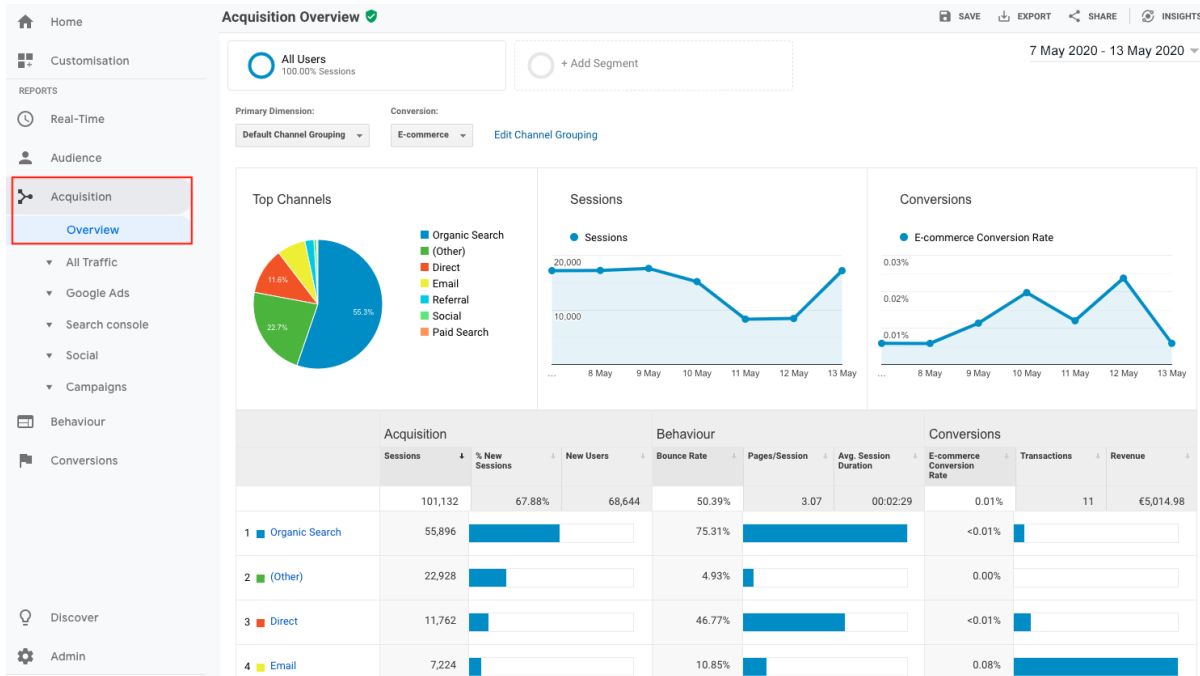 Home
Customisation
REPORTS
Real-Time
Audience
Acquisition
Overview
All Traffic
Google Ads
Search console
Social
Campaigns
Behaviour
Conversions
Discover
Admin
Acquisition Overview
SAVE EXPORT SHARE INSIGHTS
All Users
100.00% Sessions
+ Add Segment
7 May 2020 - 13 May 2020
Primary Dimension: Conversion:
Default Channel Grouping E-commerce Edit Channel Grouping
Top Channels
Organic Search
(Other)
Direct
Email
Referral
Social
Paid Search
11.6%
55.3%
22.7%
Sessions
Sessions
20,000
10,000
... 8 May 9 May 10 May 11 May 12 May 13 May
Conversions
E-commerce Conversion Rate
0.03%
0.02%
0.01%
... 8 May 9 May 10 May 11 May 12 May 13 May
Acquisition Behaviour Conversions
Sessions % New Sessions New Users Bounce Rate Pages/Session Avg. Session Duration E-commerce Conversion Rate Transactions Revenue
101,132 67.88% 68,644 50.39% 3.07 00:02:29 0.01% 11 €5,014.98
1 Organic Search 55,896 75.31% <0.01%
2 (Other) 22,928 4.93% 0.00%
3 Direct 11,762 46.77% <0.01%
4 Email 7,224 10.85% 0.08%